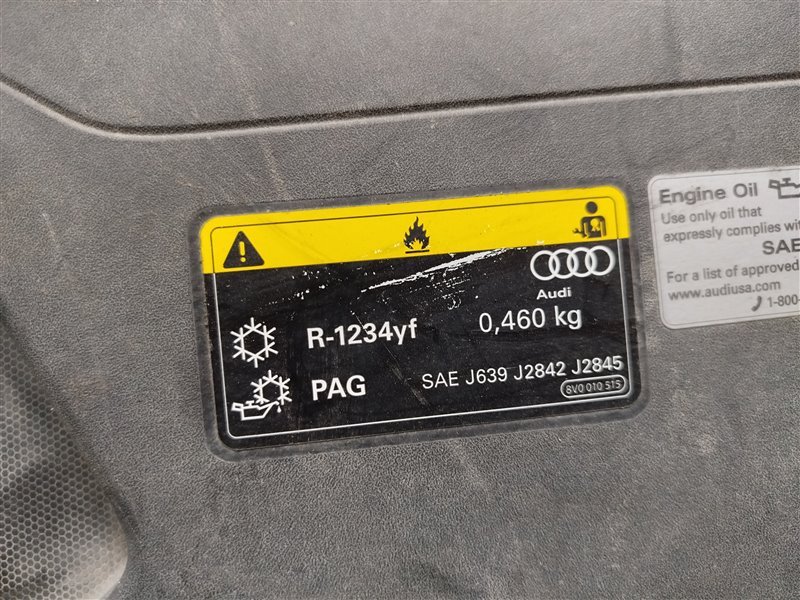 Audi
R-1234yf 0,460 kg
PAG SAE J639 J2842 J2845
8V0 010 515
Engine Oil
Use only oil that
expressly complies
SAE
For a list of approved
www.audiusa.com
1-800